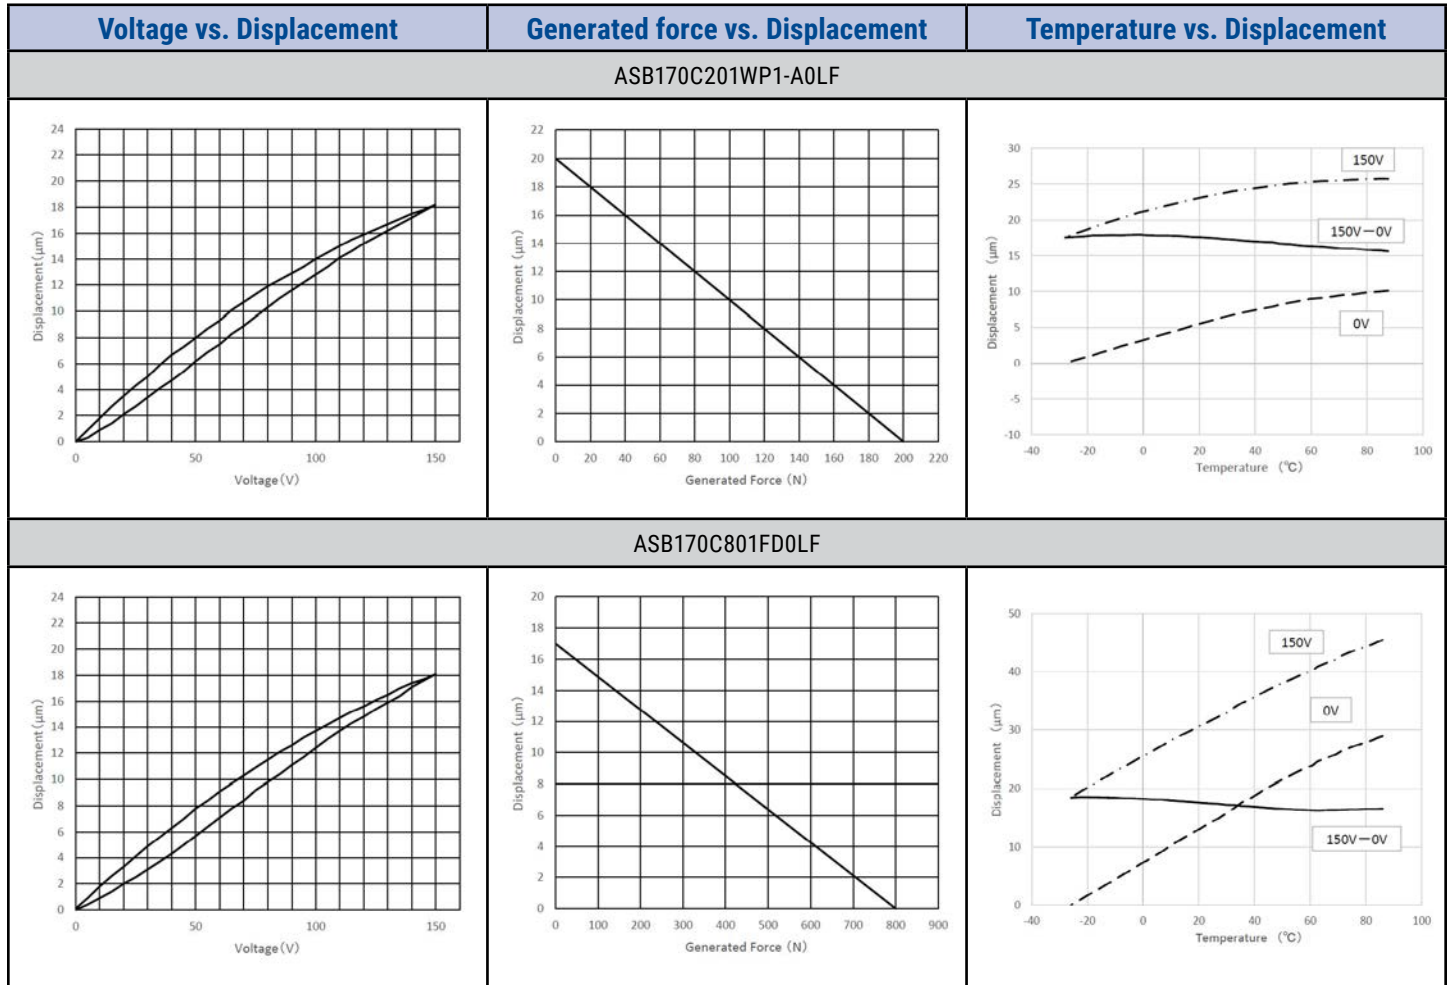 Voltage vs. Displacement
Generated force vs. Displacement
Temperature vs. Displacement
ASB170C201WP1-A0LF
24
22
20
18
16
14
12
10
8
6
4
2
0
Displacement(μm)
0 50 100 150
Voltage(V)
22
20
18
16
14
12
10
8
6
4
2
0
Displacement (μm)
0 20 40 60 80 100 120 140 160 180 200 220
Generated Force (N)
30
25
20
15
10
5
0
-5
-10
Displacement (μm)
150V
150V－0V
0V
-40 -20 0 20 40 60 80 100
Temperature (℃)
ASB170C801FD0LF
24
22
20
18
16
14
12
10
8
6
4
2
0
Displacement(μm)
0 50 100 150
Voltage(V)
20
18
16
14
12
10
8
6
4
2
0
Displacement (μm)
0 100 200 300 400 500 600 700 800 900
Generated Force (N)
50
40
30
20
10
0
Displacement (μm)
150V
0V
150V－0V
-40 -20 0 20 40 60 80 100
Temperature (℃)